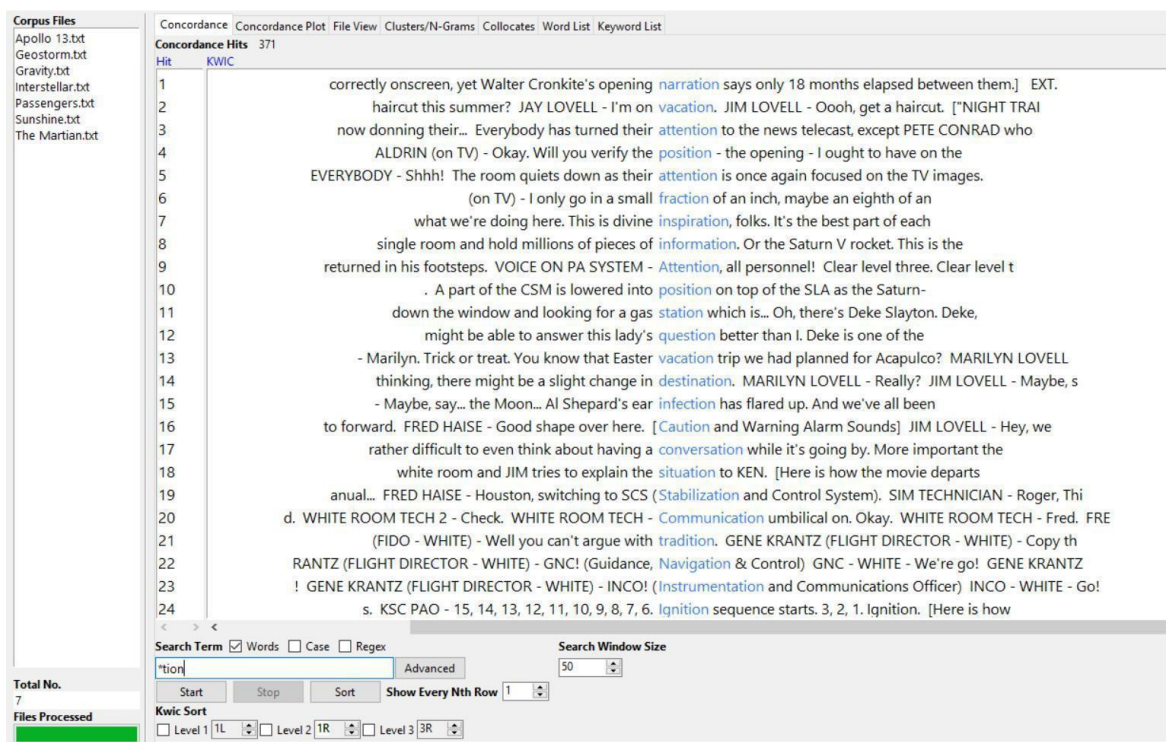 Corpus Files
Apollo 13.txt
Geostorm.txt
Gravity.txt
Interstellar.txt
Passengers.txt
Sunshine.txt
The Martian.txt
Total No.
7
Files Processed
Concordance Concordance Plot File View Clusters/N-Grams Collocates Word List Keyword List
Concordance Hits 371
Hit KWIC
1 correctly onscreen, yet Walter Cronkite's opening narration says only 18 months elapsed between them.] EXT.
2 haircut this summer? JAY LOVELL - I'm on vacation. JIM LOVELL - Oooh, get a haircut. ["NIGHT TRAI
3 now donning their... Everybody has turned their attention to the news telecast, except PETE CONRAD who
4 ALDRIN (on TV) - Okay. Will you verify the position - the opening - I ought to have on the
5 EVERYBODY - Shhh! The room quiets down as their attention is once again focused on the TV images.
6 (on TV) - I only go in a small fraction of an inch, maybe an eighth of an
7 what we're doing here. This is divine inspiration, folks. It's the best part of each
8 single room and hold millions of pieces of information. Or the Saturn V rocket. This is the
9 returned in his footsteps. VOICE ON PA SYSTEM - Attention, all personnel! Clear level three. Clear level t
10 . A part of the CSM is lowered into position on top of the SLA as the Saturn-
11 down the window and looking for a gas station which is... Oh, there's Deke Slayton. Deke,
12 might be able to answer this lady's question better than I. Deke is one of the
13 - Marilyn. Trick or treat. You know that Easter vacation trip we had planned for Acapulco? MARILYN LOVELL
14 thinking, there might be a slight change in destination. MARILYN LOVELL - Really? JIM LOVELL - Maybe, s
15 - Maybe, say... the Moon... Al Shepard's ear infection has flared up. And we've all been
16 to forward. FRED HAISE - Good shape over here. [Caution and Warning Alarm Sounds] JIM LOVELL - Hey, we
17 rather difficult to even think about having a conversation while it's going by. More important the
18 white room and JIM tries to explain the situation to KEN. [Here is how the movie departs
19 anual... FRED HAISE - Houston, switching to SCS (Stabilization and Control System). SIM TECHNICIAN - Roger, Thi
20 d. WHITE ROOM TECH 2 - Check. WHITE ROOM TECH - Communication umbilical on. Okay. WHITE ROOM TECH - Fred. FRE
21 (FIDO - WHITE) - Well you can't argue with tradition. GENE KRANTZ (FLIGHT DIRECTOR - WHITE) - Copy th
22 RANTZ (FLIGHT DIRECTOR - WHITE) - GNC! (Guidance, Navigation & Control) GNC - WHITE - We're go! GENE KRANTZ
23 ! GENE KRANTZ (FLIGHT DIRECTOR - WHITE) - INCO! (Instrumentation and Communications Officer) INCO - WHITE - Go!
24 s. KSC PAO - 15, 14, 13, 12, 11, 10, 9, 8, 7, 6. Ignition sequence starts. 3, 2, 1. Ignition. [Here is how
Search Term Words Case Regex Search Window Size
*tion Advanced 50
Start Stop Sort Show Every Nth Row 1
Kwic Sort
Level 1 1L Level 2 1R Level 3 3R